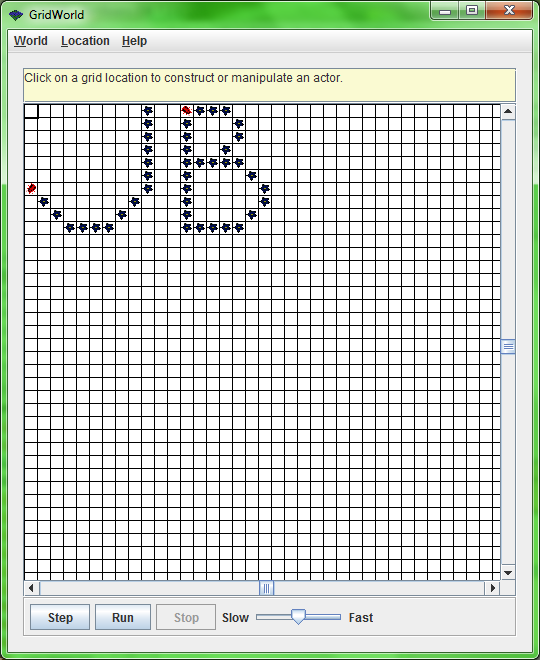 GridWorld
World Location Help
Click on a grid location to construct or manipulate an actor.
JB
Step Run Stop Slow Fast